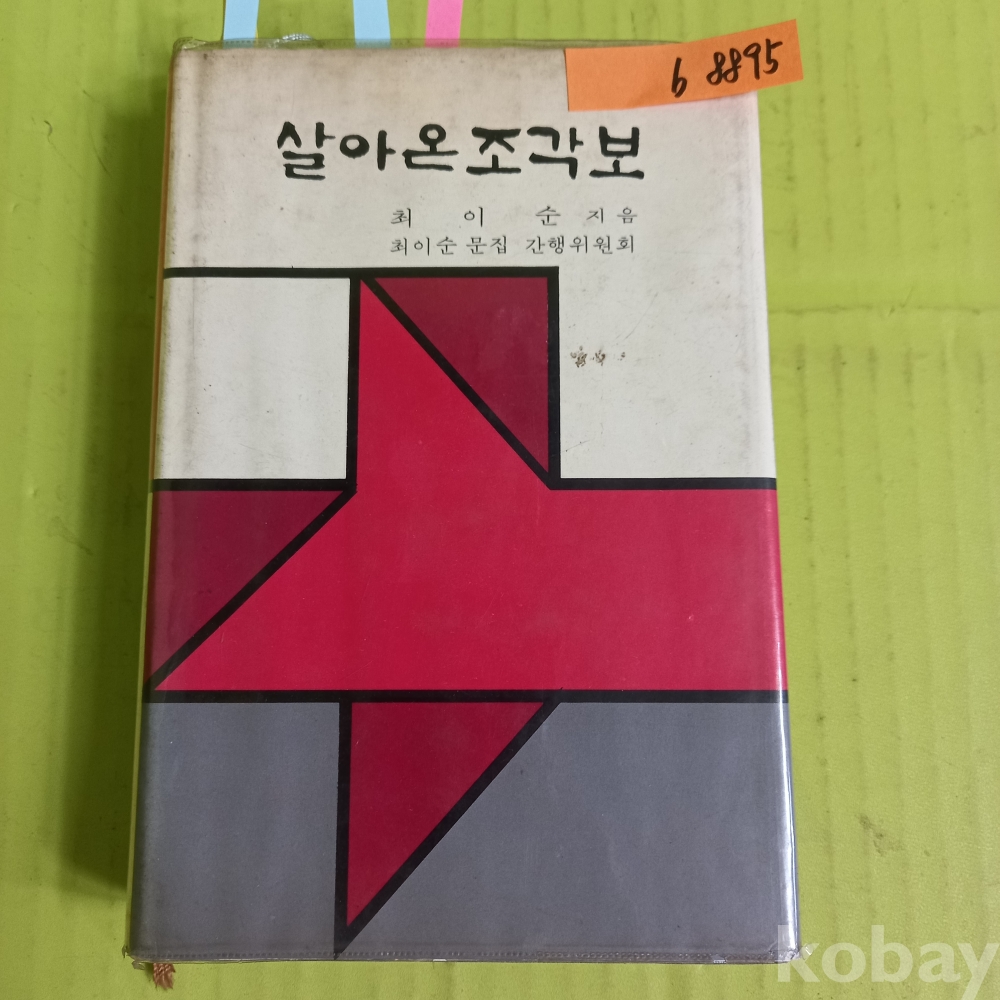 b 8895
살아온 조각보
최 이 순 지음
최이순 문집 간행위원회
kobay